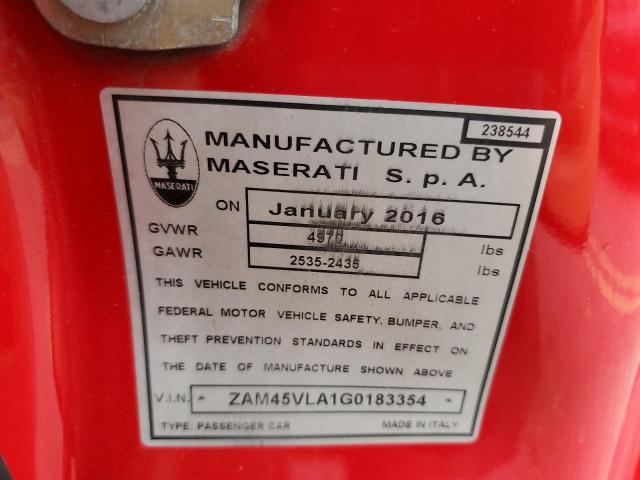 238544
MANUFACTURED BY
MASERATI S. p. A.
MASERATI
ON January 2016
GVWR 4970 lbs
GAWR 2535-2435 lbs
THIS VEHICLE CONFORMS TO ALL APPLICABLE
FEDERAL MOTOR VEHICLE SAFETY, BUMPER, AND
THEFT PREVENTION STANDARDS IN EFFECT ON
THE DATE OF MANUFACTURE SHOWN ABOVE
V.I.N. * ZAM45VLA1G0183354 *
TYPE: PASSENGER CAR MADE IN ITALY